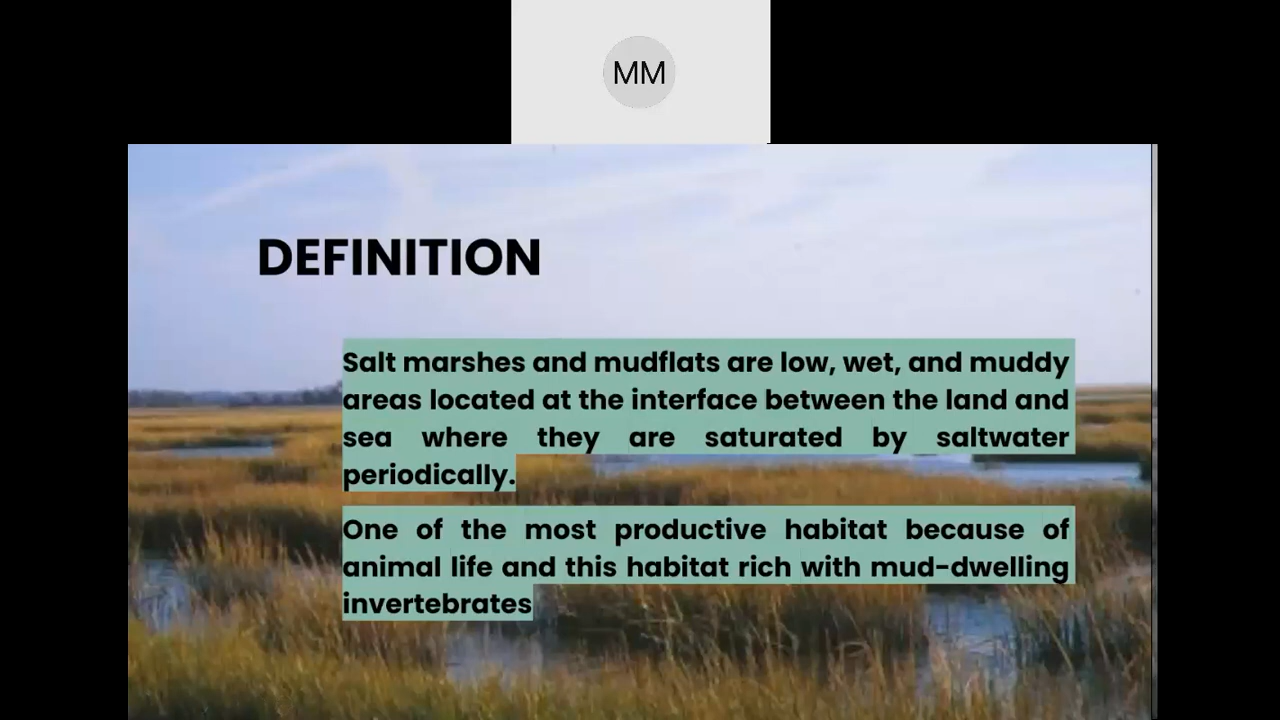 MM
DEFINITION
Salt marshes and mudflats are low, wet, and muddy
areas located at the interface between the land and
sea where they are saturated by saltwater
periodically.
One of the most productive habitat because of
animal life and this habitat rich with mud-dwelling
invertebrates